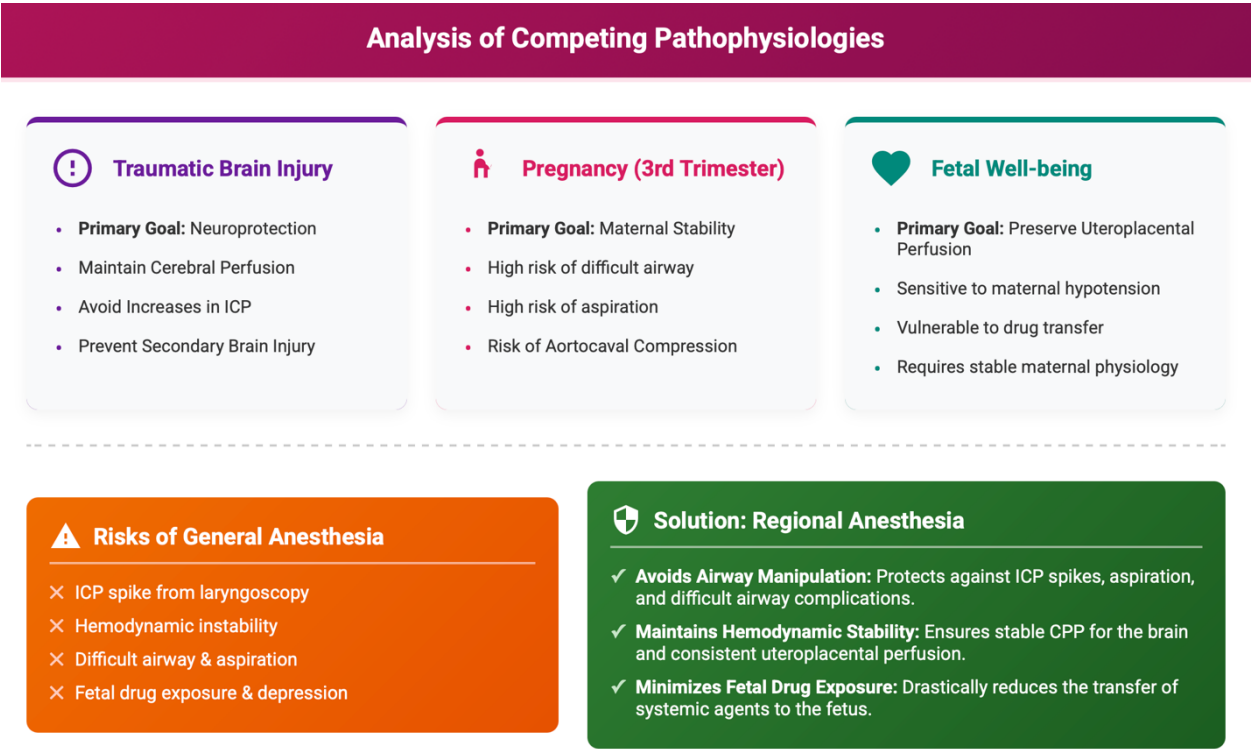 Analysis of Competing Pathophysiologies
Traumatic Brain Injury
• Primary Goal: Neuroprotection
• Maintain Cerebral Perfusion
• Avoid Increases in ICP
• Prevent Secondary Brain Injury
Pregnancy (3rd Trimester)
• Primary Goal: Maternal Stability
• High risk of difficult airway
• High risk of aspiration
• Risk of Aortocaval Compression
Fetal Well-being
• Primary Goal: Preserve Uteroplacental
Perfusion
• Sensitive to maternal hypotension
• Vulnerable to drug transfer
• Requires stable maternal physiology
Risks of General Anesthesia
✕ ICP spike from laryngoscopy
✕ Hemodynamic instability
✕ Difficult airway & aspiration
✕ Fetal drug exposure & depression
Solution: Regional Anesthesia
✓ Avoids Airway Manipulation: Protects against ICP spikes, aspiration,
and difficult airway complications.
✓ Maintains Hemodynamic Stability: Ensures stable CPP for the brain
and consistent uteroplacental perfusion.
✓ Minimizes Fetal Drug Exposure: Drastically reduces the transfer of
systemic agents to the fetus.